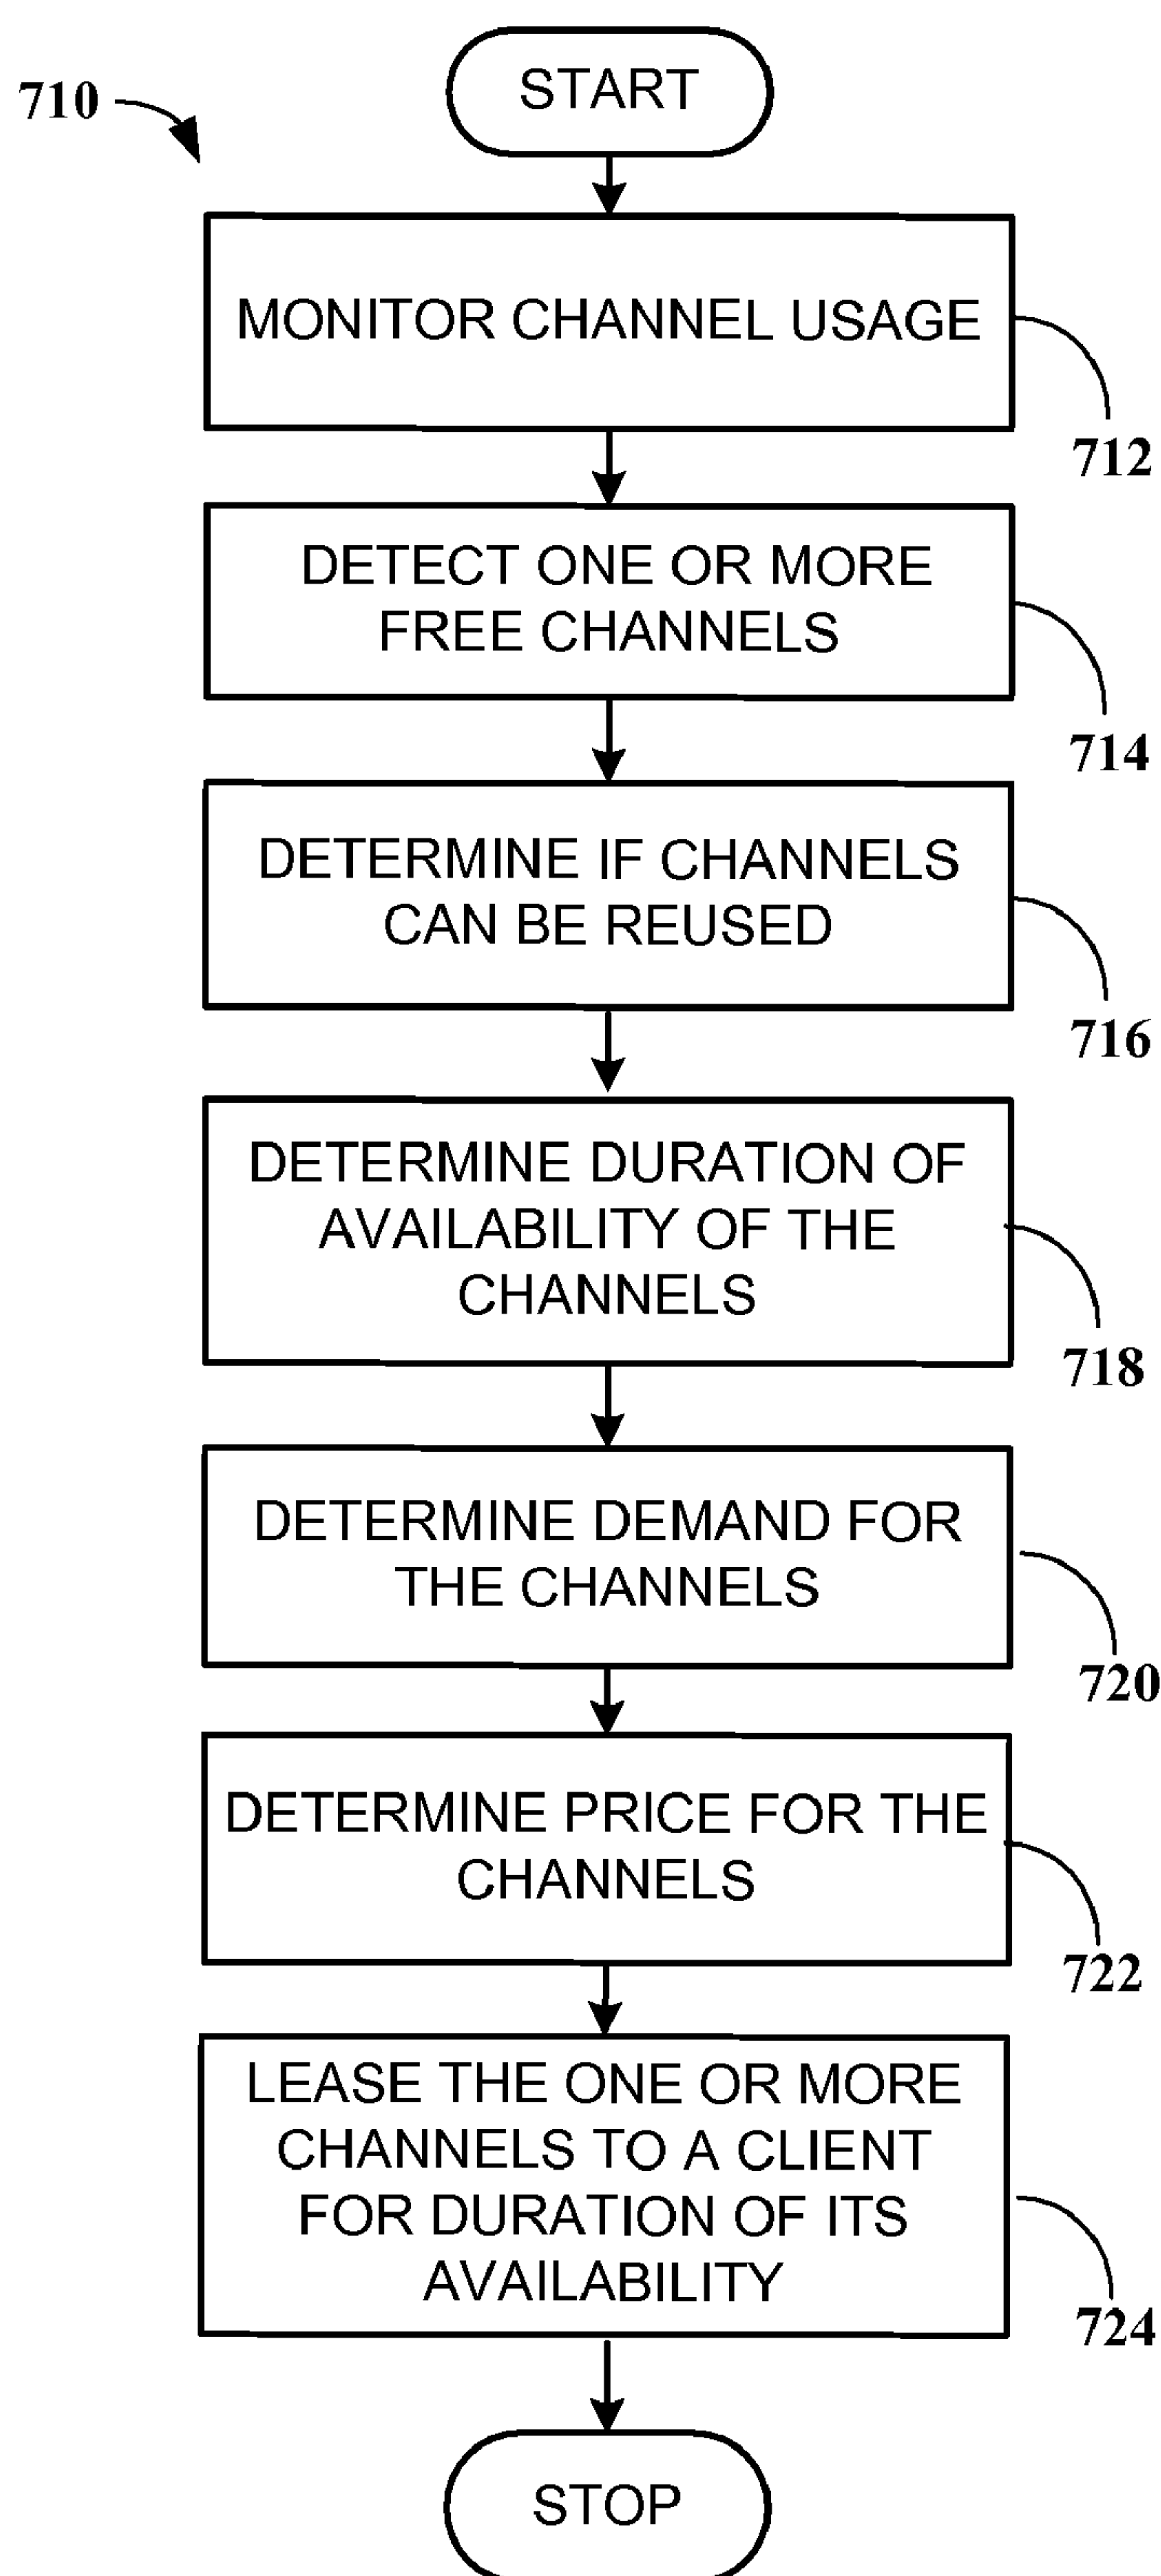 START
710
MONITOR CHANNEL USAGE
712
DETECT ONE OR MORE
FREE CHANNELS
714
DETERMINE IF CHANNELS
CAN BE REUSED
716
DETERMINE DURATION OF
AVAILABILITY OF THE
CHANNELS
718
DETERMINE DEMAND FOR
THE CHANNELS
720
DETERMINE PRICE FOR THE
CHANNELS
722
LEASE THE ONE OR MORE
CHANNELS TO A CLIENT
FOR DURATION OF ITS
AVAILABILITY
724
STOP